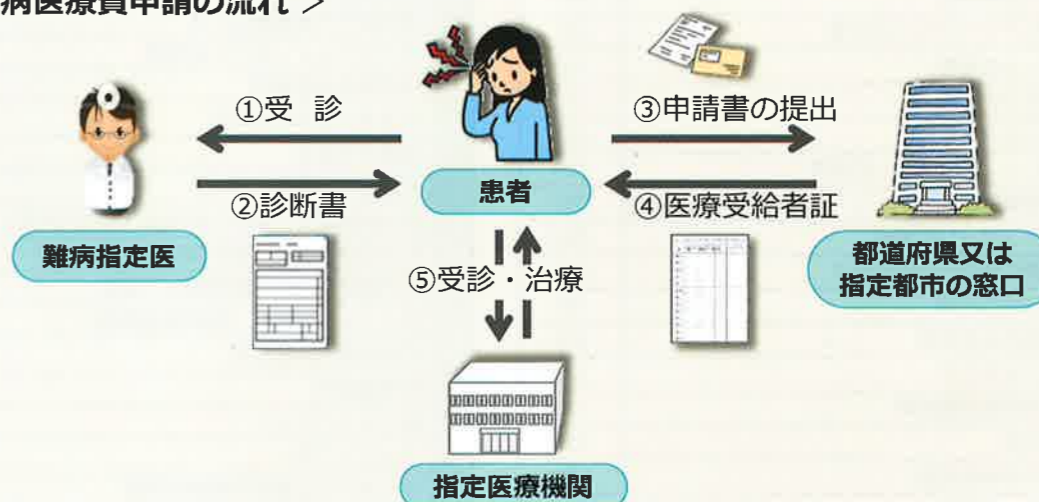 病医療費申請の流れ >
①受 診
③申請書の提出
②診断書
患者
④医療受給者証
難病指定医
⑤受診・治療
都道府県又は
指定都市の窓口
指定医療機関